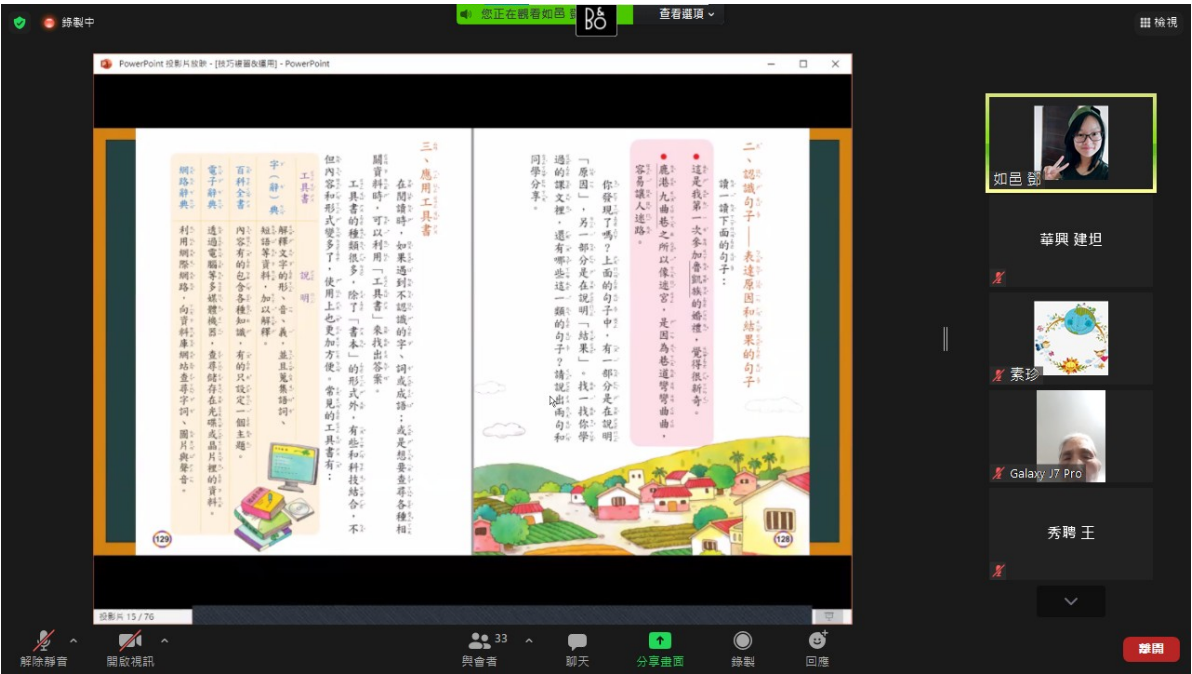 錄製中
您正在觀看如邑
B&O
查看選項
檢視
PowerPoint 投影片放映 - [技巧繪圖&運用] - PowerPoint
二、認識句子——表達原因和結果的句子
讀一讀下面的句子：
這是我第一次參加魯凱族的婚禮，覺得很新奇。
鹿港九曲巷之所以像迷宮，是因為巷道彎彎曲曲，
容易讓人迷路。
你發現了嗎？上面的句子中，有一部分是在說明
「原因」，另一部分是在說明「結果」。找一找你學
過的課文裡，還有哪些這一類的句子？請說出兩句和
同學分享。
128
三、應用工具書
在閱讀時，如果遇到不認識的字、詞或成語；或是想要查尋各種相
關資料時，可以利用「工具書」來找出答案。
工具書的種類很多，除了「書本」的形式外，有些和科技結合，不
但內容和形式變多了，使用上也更加方便。常見的工具書有：
工具書
說明
字（辭）典
解釋文字的形、音、義，並且蒐集語詞、
短語等資料，加以解釋。
百科全書
內容有的包含各種知識，有的只設定一個主題。
電子辭典
透過電腦等多媒體機器，查尋儲存在光碟或晶片裡的資料。
網路辭典
利用網際網路，向資料庫網站查尋字詞、圖片與聲音。
129
投影片 15 / 76
如邑 鄧
華興 建坦
素珍
Galaxy J7 Pro
秀聘 王
解除靜音
開啟視訊
33
與會者
聊天
分享畫面
錄製
回應
離開